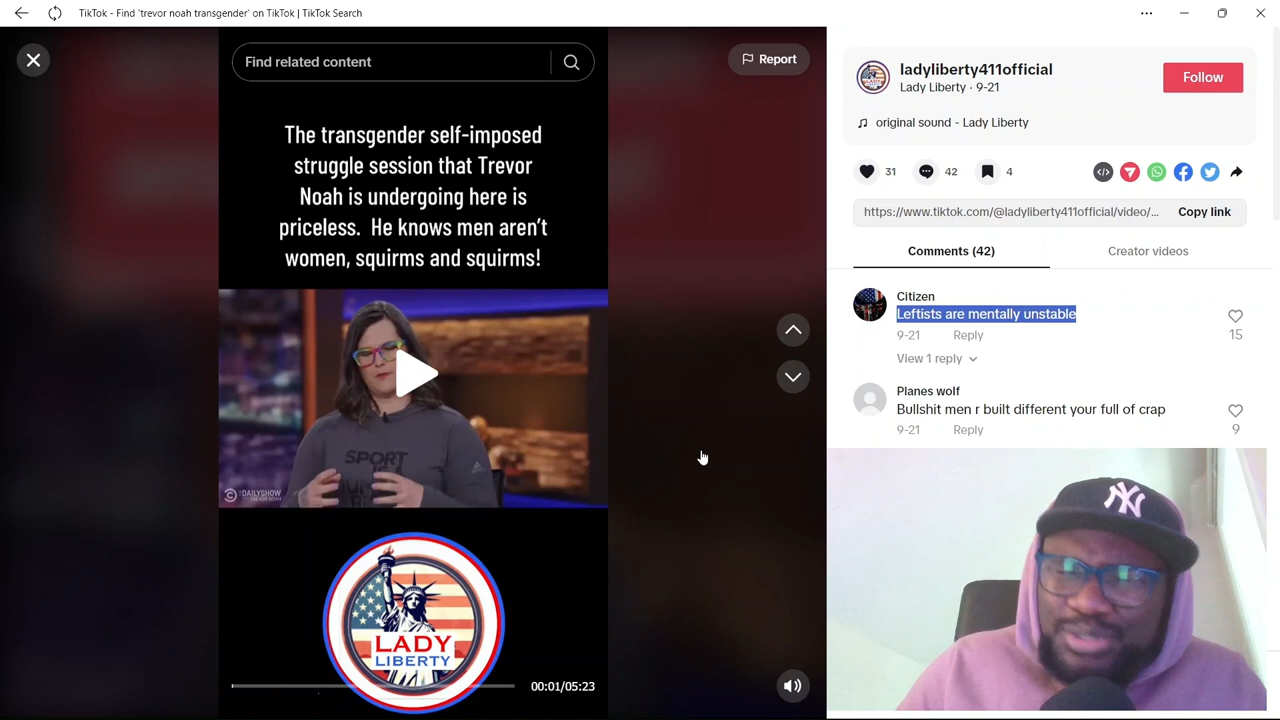 TikTok - Find 'trevor noah transgender' on TikTok | TikTok Search
Find related content
Report
The transgender self-imposed
struggle session that Trevor
Noah is undergoing here is
priceless. He knows men aren't
women, squirms and squirms!
SPORT
THE DAILY SHOW
LADY
LIBERTY
00:01/05:23
ladyliberty411official
Lady Liberty · 9-21
Follow
original sound - Lady Liberty
31
42
4
https://www.tiktok.com/@ladyliberty411official/video/...
Copy link
Comments (42)
Creator videos
Citizen
Leftists are mentally unstable
15
9-21
Reply
View 1 reply
Planes wolf
Bullshit men r built different your full of crap
9-21
Reply
9
NY